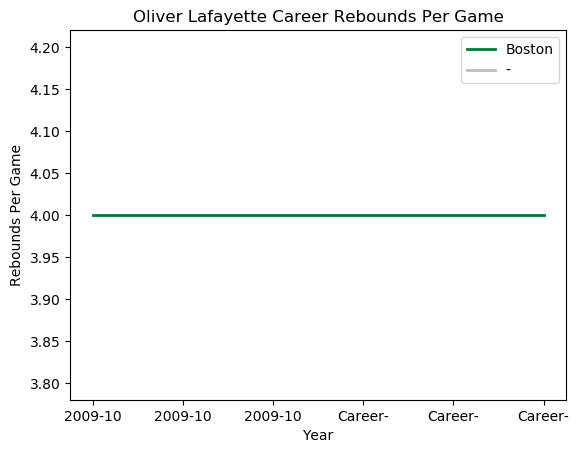 Oliver Lafayette Career Rebounds Per Game
Boston
-
4.20
4.15
4.10
4.05
4.00
3.95
3.90
3.85
3.80
Rebounds Per Game
2009-10 2009-10 2009-10 Career- Career- Career-
Year